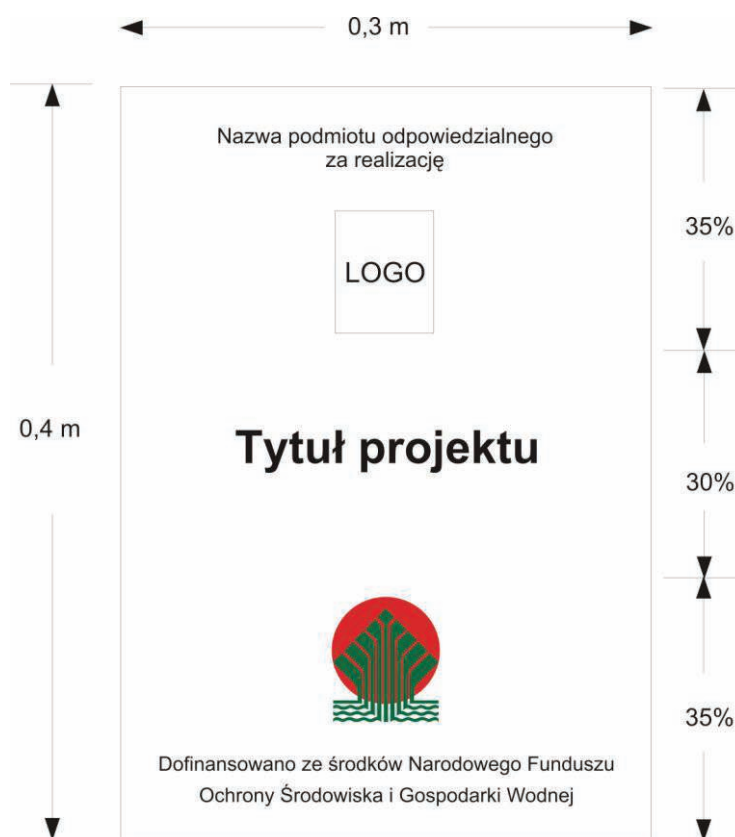 0,3 m
Nazwa podmiotu odpowiedzialnego
za realizację
35%
LOGO
0,4 m
Tytuł projektu
30%
35%
Dofinansowano ze środków Narodowego Funduszu
Ochrony Środowiska i Gospodarki Wodnej